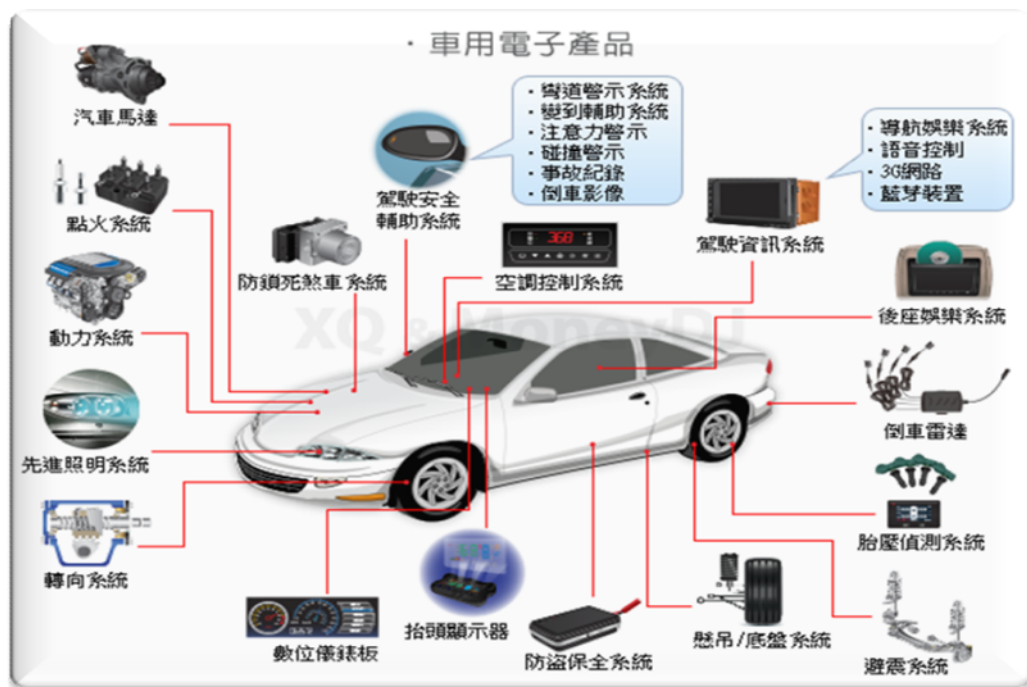 · 車用電子產品
汽車馬達
點火系統
動力系統
先進照明系統
轉向系統
防鎖死煞車系統
駕駛安全
輔助系統
· 彎道警示系統
· 變到輔助系統
· 注意力警示
· 碰撞警示
· 事故紀錄
· 倒車影像
368
空調控制系統
駕駛資訊系統
· 導航娛樂系統
· 語音控制
· 3G網路
· 藍芽裝置
後座娛樂系統
倒車雷達
胎壓偵測系統
避震系統
懸吊/底盤系統
防盜保全系統
抬頭顯示器
數位儀錶板
XQ & MoneyDJ